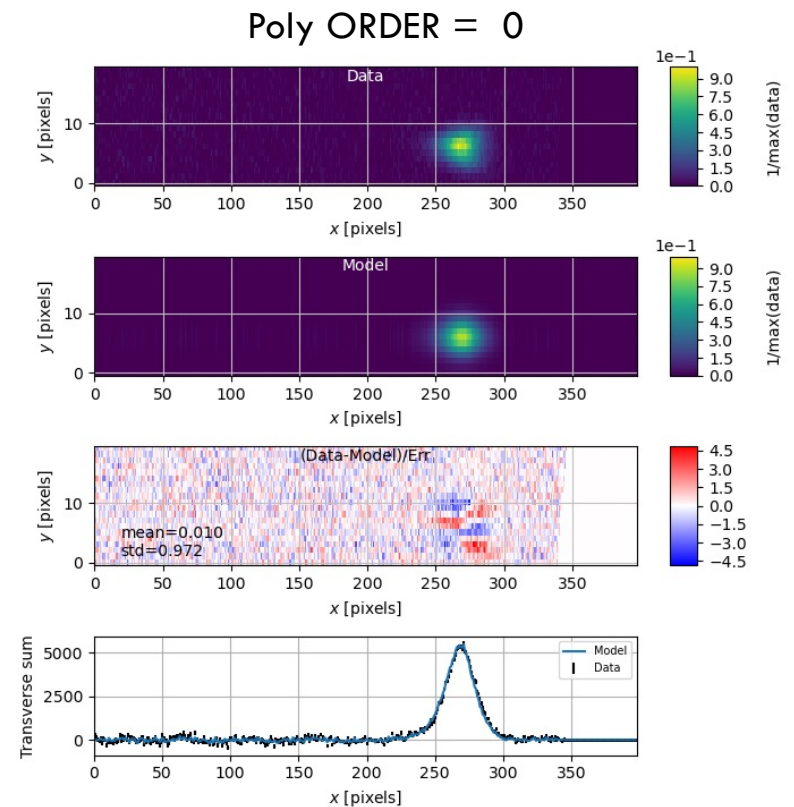 Poly ORDER = 0
1e−1
Data
y [pixels]
10
0
9.0
7.5
6.0
4.5
3.0
1.5
0.0
1/max(data)
0 50 100 150 200 250 300 350
x [pixels]
1e−1
Model
y [pixels]
10
0
9.0
7.5
6.0
4.5
3.0
1.5
0.0
1/max(data)
0 50 100 150 200 250 300 350
x [pixels]
(Data-Model)/Err
y [pixels]
10
0
mean=0.010
std=0.972
4.5
3.0
1.5
0.0
−1.5
−3.0
−4.5
0 50 100 150 200 250 300 350
x [pixels]
Transverse sum
5000
2500
0
Model
Data
0 50 100 150 200 250 300 350
x [pixels]